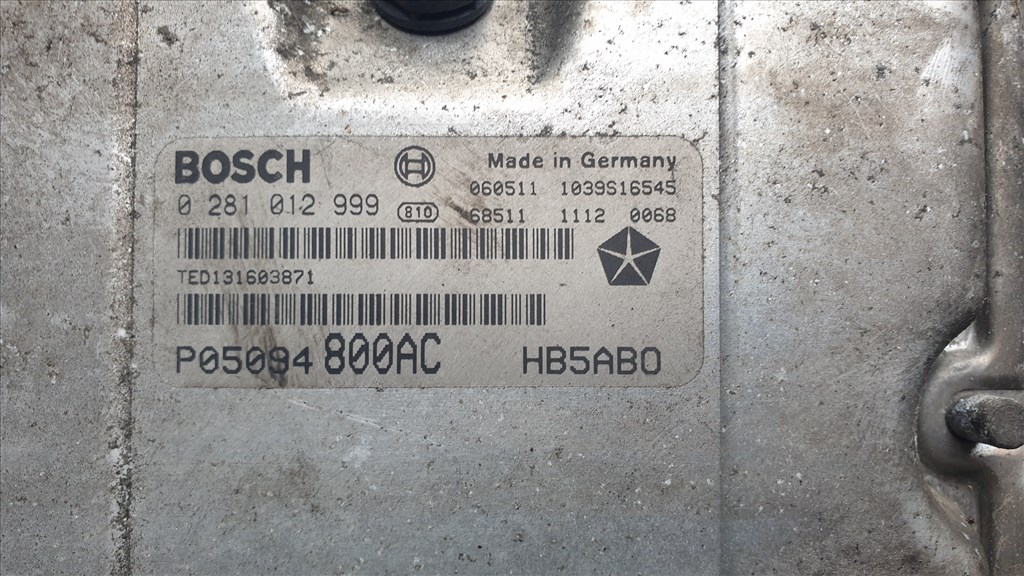 BOSCH
Made in Germany
060511 1039S16545
0 281 012 999
810
68511 1112 0068
TED131603871
P05094 800AC HB5AB0